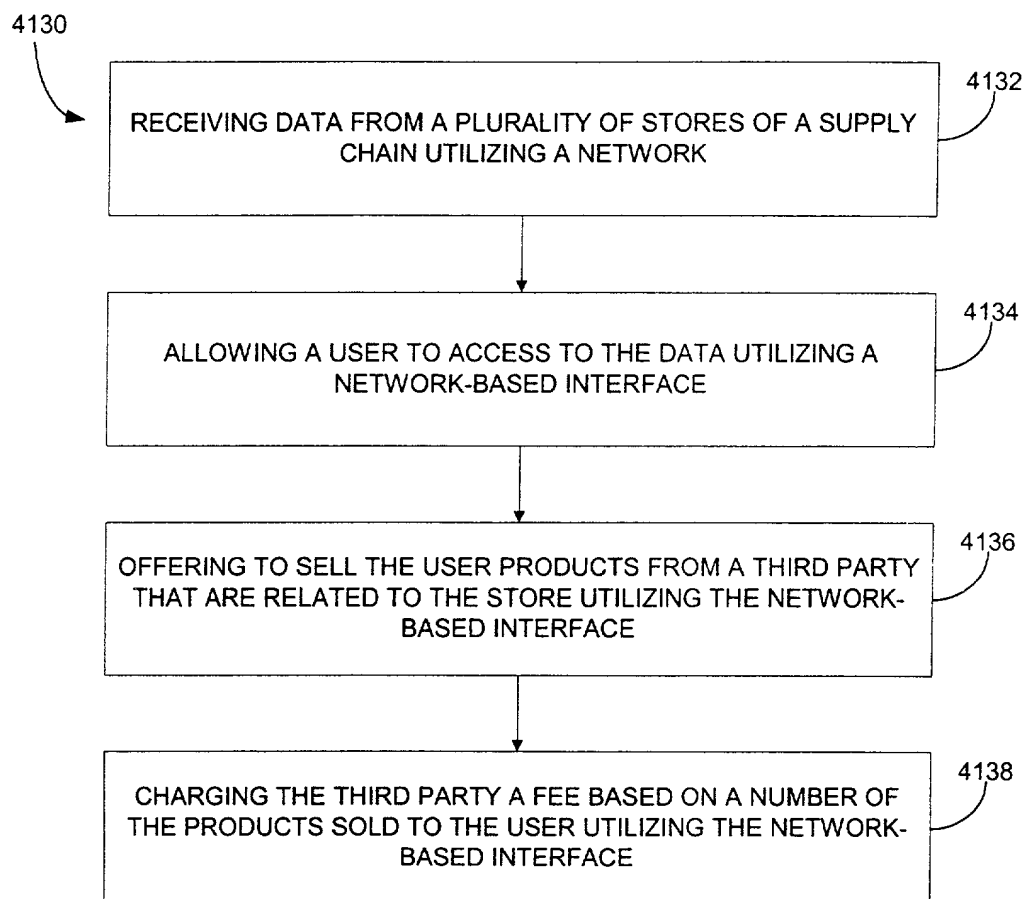 4130
4132
RECEIVING DATA FROM A PLURALITY OF STORES OF A SUPPLY
CHAIN UTILIZING A NETWORK
4134
ALLOWING A USER TO ACCESS TO THE DATA UTILIZING A
NETWORK-BASED INTERFACE
4136
OFFERING TO SELL THE USER PRODUCTS FROM A THIRD PARTY
THAT ARE RELATED TO THE STORE UTILIZING THE NETWORK-
BASED INTERFACE
4138
CHARGING THE THIRD PARTY A FEE BASED ON A NUMBER OF
THE PRODUCTS SOLD TO THE USER UTILIZING THE NETWORK-
BASED INTERFACE